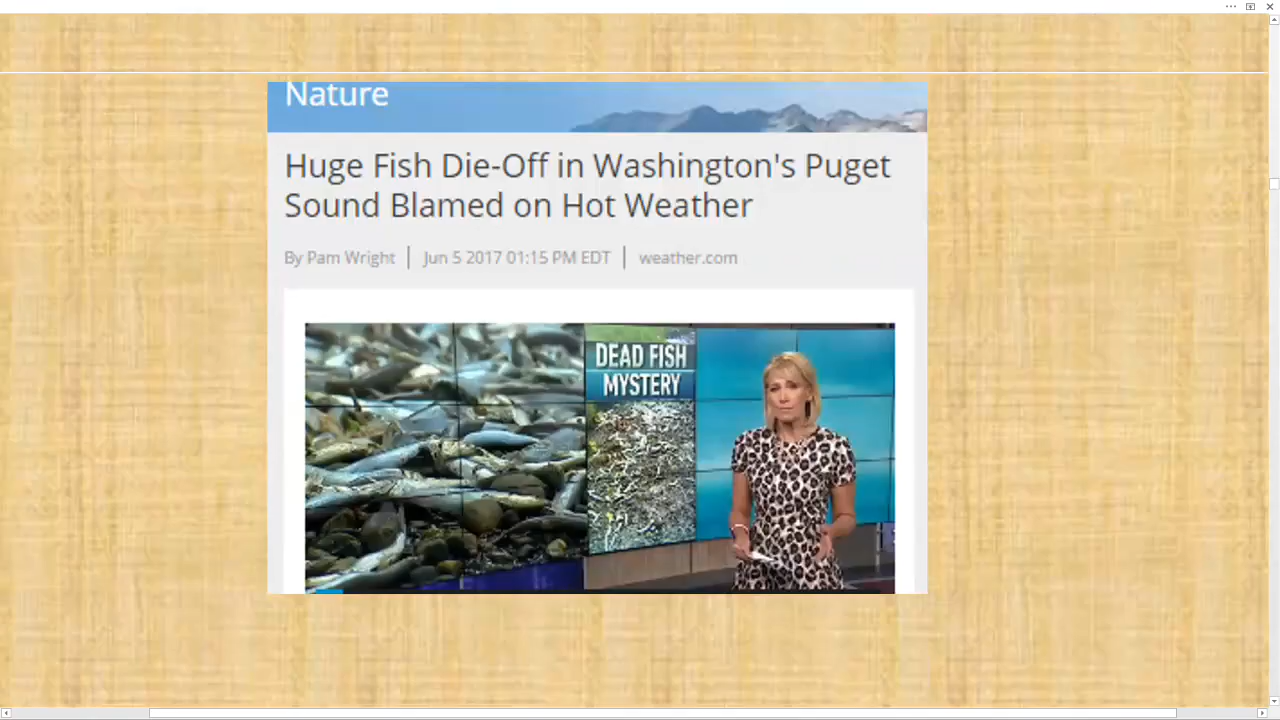 Nature
Huge Fish Die-Off in Washington's Puget
Sound Blamed on Hot Weather
By Pam Wright | Jun 5 2017 01:15 PM EDT | weather.com
DEAD FISH
MYSTERY